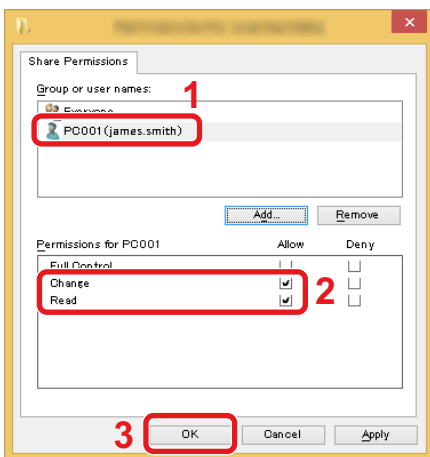 Share Permissions
Group or user names:
1
Everyone
PC001(james.smith)
Add...
Remove
Permissions for PC001
Allow
Deny
Full Control
Change
Read
2
3
OK
Cancel
Apply